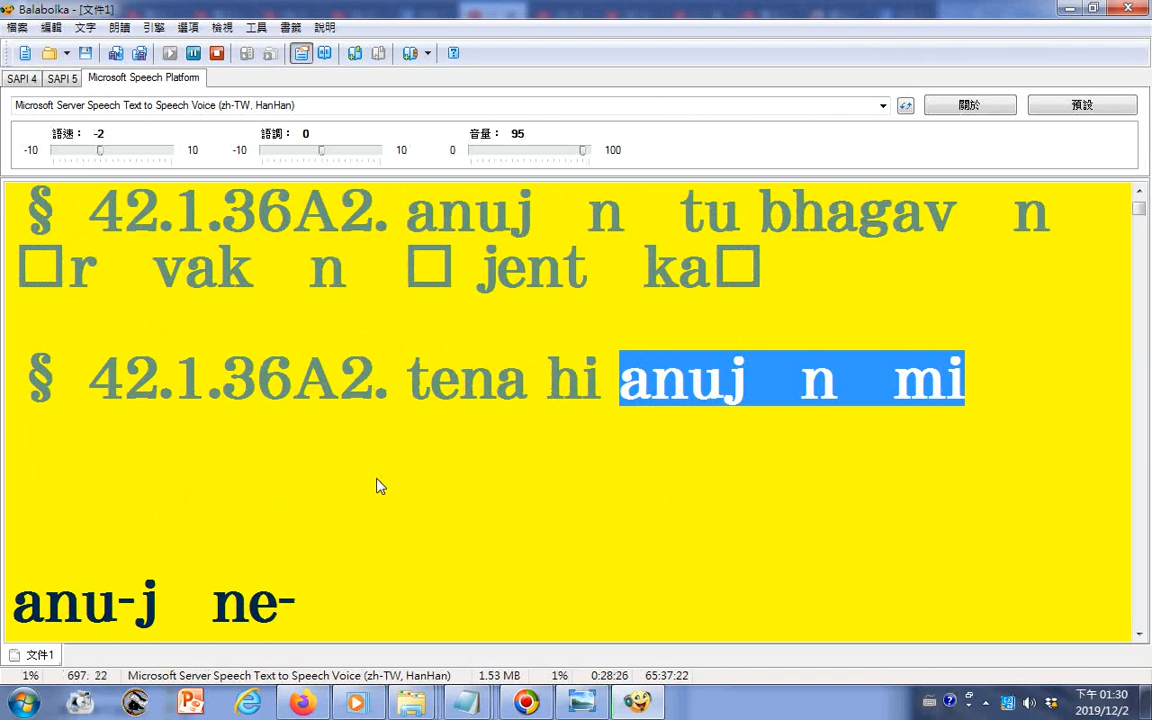 Balabolka - [文件1]
檔案 編輯 文字 朗讀 引擎 選項 檢視 工具 書籤 說明
SAPI 4 SAPI 5 Microsoft Speech Platform
Microsoft Server Speech Text to Speech Voice (zh-TW, HanHan) 關於 預設
語速： -2 語調： 0 音量： 95
-10 10 -10 10 0 100
§ 42.1.36A2. anuj n tu bhagav n
□r vak n □ jent ka□
§ 42.1.36A2. tena hi anuj n mi
anu-j ne-
文件1
1% 697: 22 Microsoft Server Speech Text to Speech Voice (zh-TW, HanHan) 1.53 MB 1% 0:28:26 65:37:22
下午 01:30
2019/12/2